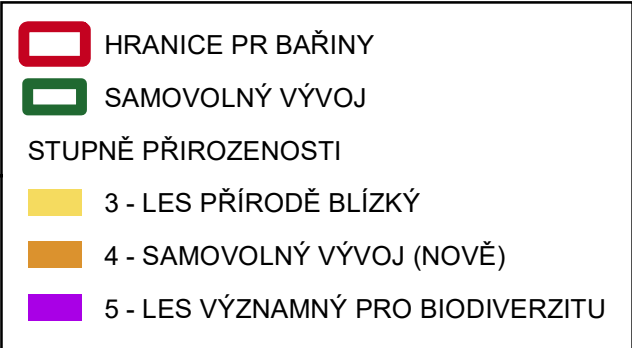 HRANICE PR BAŘINY
SAMOVOLNÝ VÝVOJ
STUPNĚ PŘIROZENOSTI
3 - LES PŘÍRODĚ BLÍZKÝ
4 - SAMOVOLNÝ VÝVOJ (NOVĚ)
5 - LES VÝZNAMNÝ PRO BIODIVERZITU